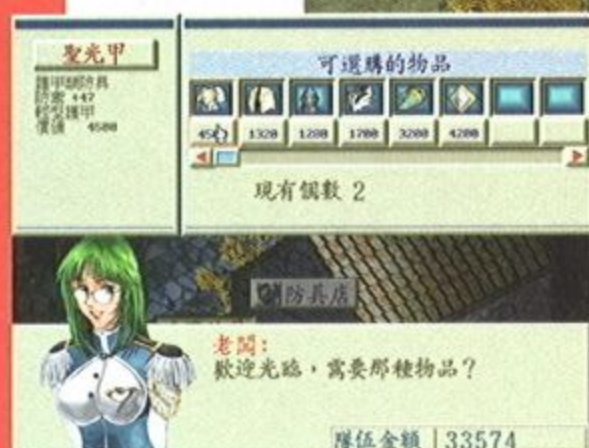 聖光甲
護甲類防具
防禦 +47
輕型護甲
價值 4500
可選購的物品
1320 1280 1700 3200 4200
現有個數 2
防具店
老闆:
歡迎光臨，需要那種物品？
隊伍金額 33574